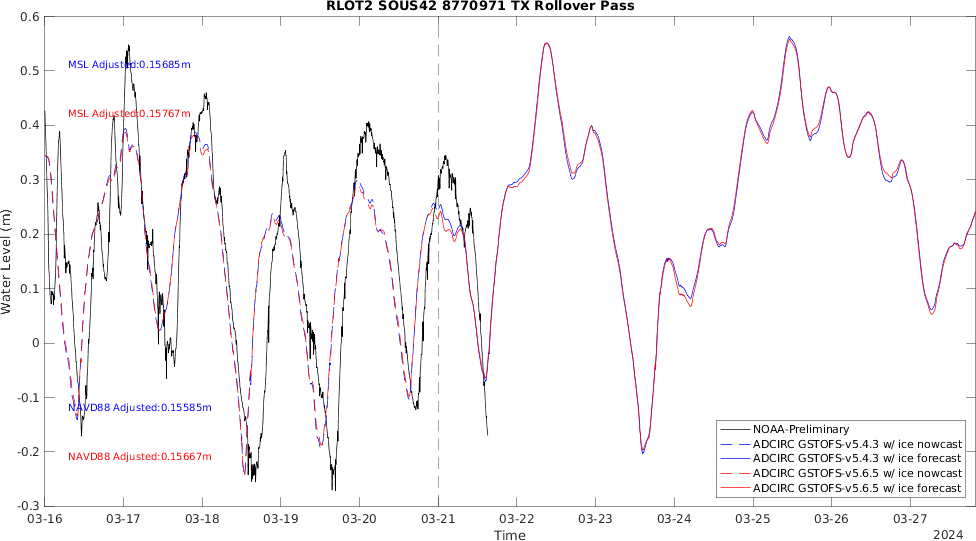 RLOT2 SOUS42 8770971 TX Rollover Pass
Water Level (m)
0.6
0.5
0.4
0.3
0.2
0.1
0
-0.1
-0.2
-0.3
MSL Adjusted:0.15685m
MSL Adjusted:0.15767m
NAVD88 Adjusted:0.15585m
NAVD88 Adjusted:0.15667m
NOAA-Preliminary
ADCIRC GSTOFS-v5.4.3 w/ ice nowcast
ADCIRC GSTOFS-v5.4.3 w/ ice forecast
ADCIRC GSTOFS-v5.6.5 w/ ice nowcast
ADCIRC GSTOFS-v5.6.5 w/ ice forecast
03-16 03-17 03-18 03-19 03-20 03-21 03-22 03-23 03-24 03-25 03-26 03-27
Time
2024